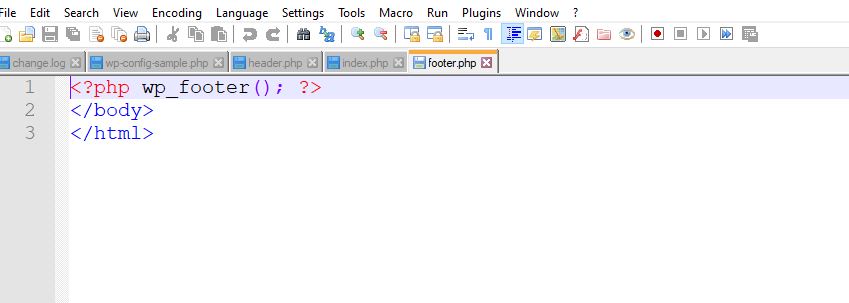 File Edit Search View Encoding Language Settings Tools Macro Run Plugins Window ?
change.log wp-config-sample.php header.php index.php footer.php
1 <?php wp_footer(); ?>
2 </body>
3 </html>